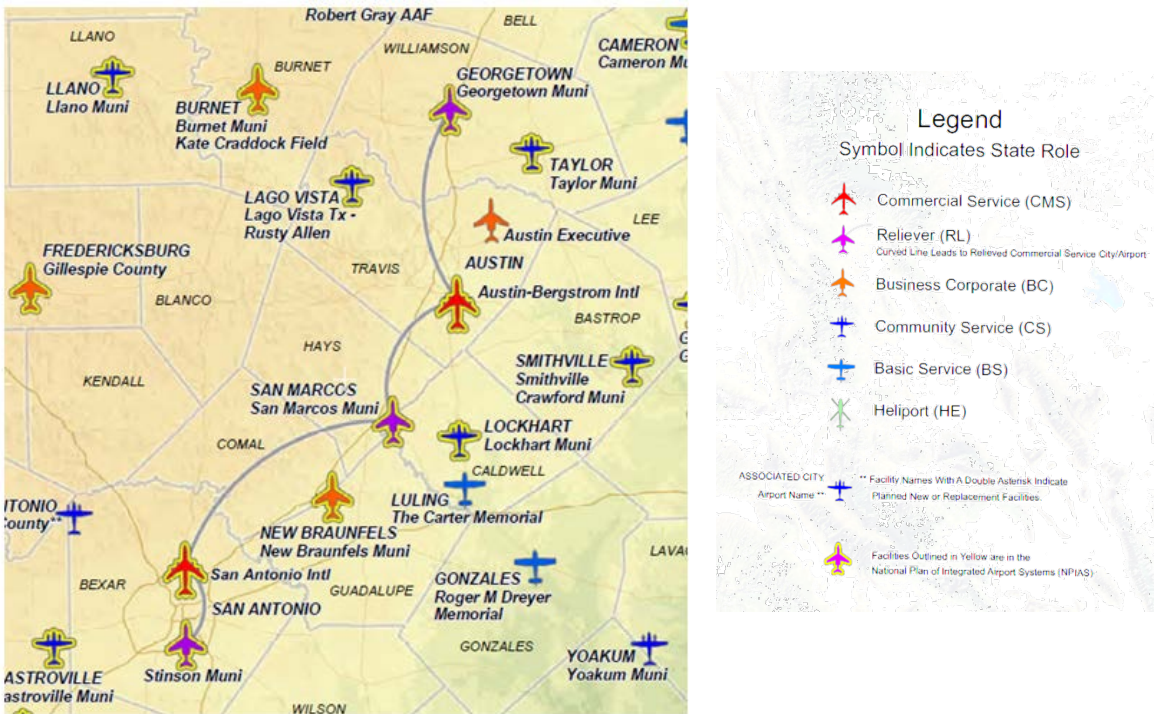 Robert Gray AAF
BELL
LLANO
WILLIAMSON
CAMERON
Cameron Mu
BURNET
GEORGETOWN
Georgetown Muni
LLANO
Llano Muni
BURNET
Burnet Muni
Kate Craddock Field
TAYLOR
Taylor Muni
LAGO VISTA
Lago Vista Tx -
Rusty Allen
LEE
Austin Executive
FREDERICKSBURG
Gillespie County
TRAVIS
AUSTIN
Austin-Bergstrom Intl
BLANCO
BASTROP
G
G
HAYS
SMITHVILLE
Smithville
Crawford Muni
KENDALL
SAN MARCOS
San Marcos Muni
LOCKHART
Lockhart Muni
COMAL
CALDWELL
NTONIO
County**
LULING
The Carter Memorial
NEW BRAUNFELS
New Braunfels Muni
LAVA
San Antonio Intl
BEXAR
GUADALUPE
GONZALES
Roger M Dreyer
Memorial
SAN ANTONIO
GONZALES
YOAKUM
Yoakum Muni
ASTROVILLE
astroville Muni
Stinson Muni
WILSON
Legend
Symbol Indicates State Role
Commercial Service (CMS)
Reliever (RL)
Curved Line Leads to Relieved Commercial Service City/Airport
Business Corporate (BC)
Community Service (CS)
Basic Service (BS)
Heliport (HE)
ASSOCIATED CITY
Airport Name **
** Facility Names With A Double Asterisk Indicate
Planned New or Replacement Facilities.
Facilities Outlined in Yellow are in the
National Plan of Integrated Airport Systems (NPIAS)